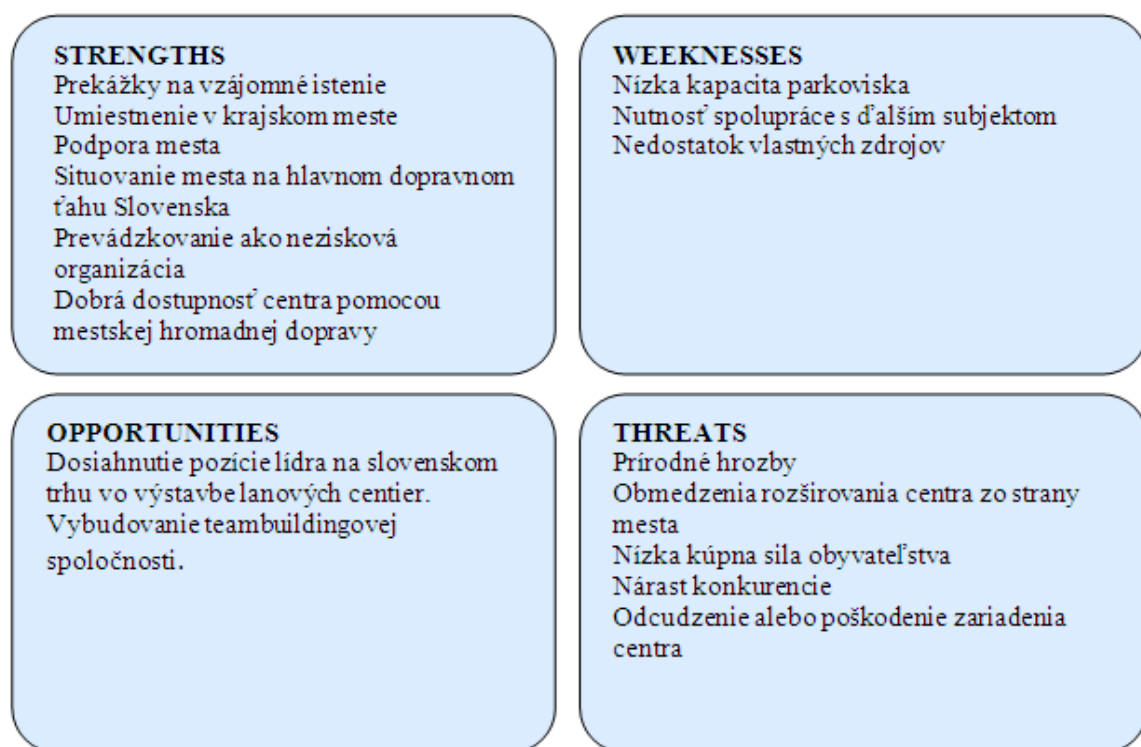 STRENGTHS
Prekážky na vzájomné istenie
Umiestnenie v krajskom meste
Podpora mesta
Situovanie mesta na hlavnom dopravnom
ťahu Slovenska
Prevádzkovanie ako nezisková
organizácia
Dobrá dostupnosť centra pomocou
mestskej hromadnej dopravy
WEEKNESSES
Nízka kapacita parkoviska
Nutnosť spolupráce s ďalším subjektom
Nedostatok vlastných zdrojov
OPPORTUNITIES
Dosiahnutie pozície lídra na slovenskom
trhu vo výstavbe lanových centier.
Vybudovanie teambuildingovej
spoločnosti.
THREATS
Prírodné hrozby
Obmedzenia rozširovania centra zo strany
mesta
Nízka kúpna sila obyvateľstva
Nárast konkurencie
Odcudzenie alebo poškodenie zariadenia
centra